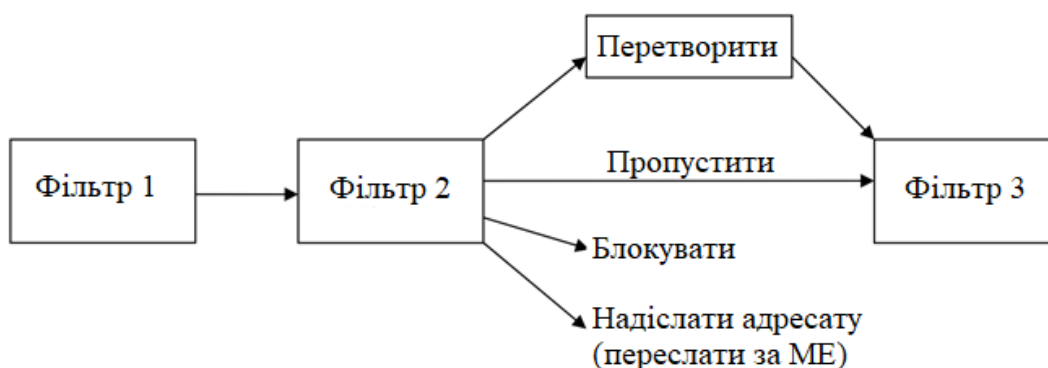 Перетворити
Фільтр 1
Фільтр 2
Пропустити
Фільтр 3
Блокувати
Надіслати адресату
(переслати за МЕ)